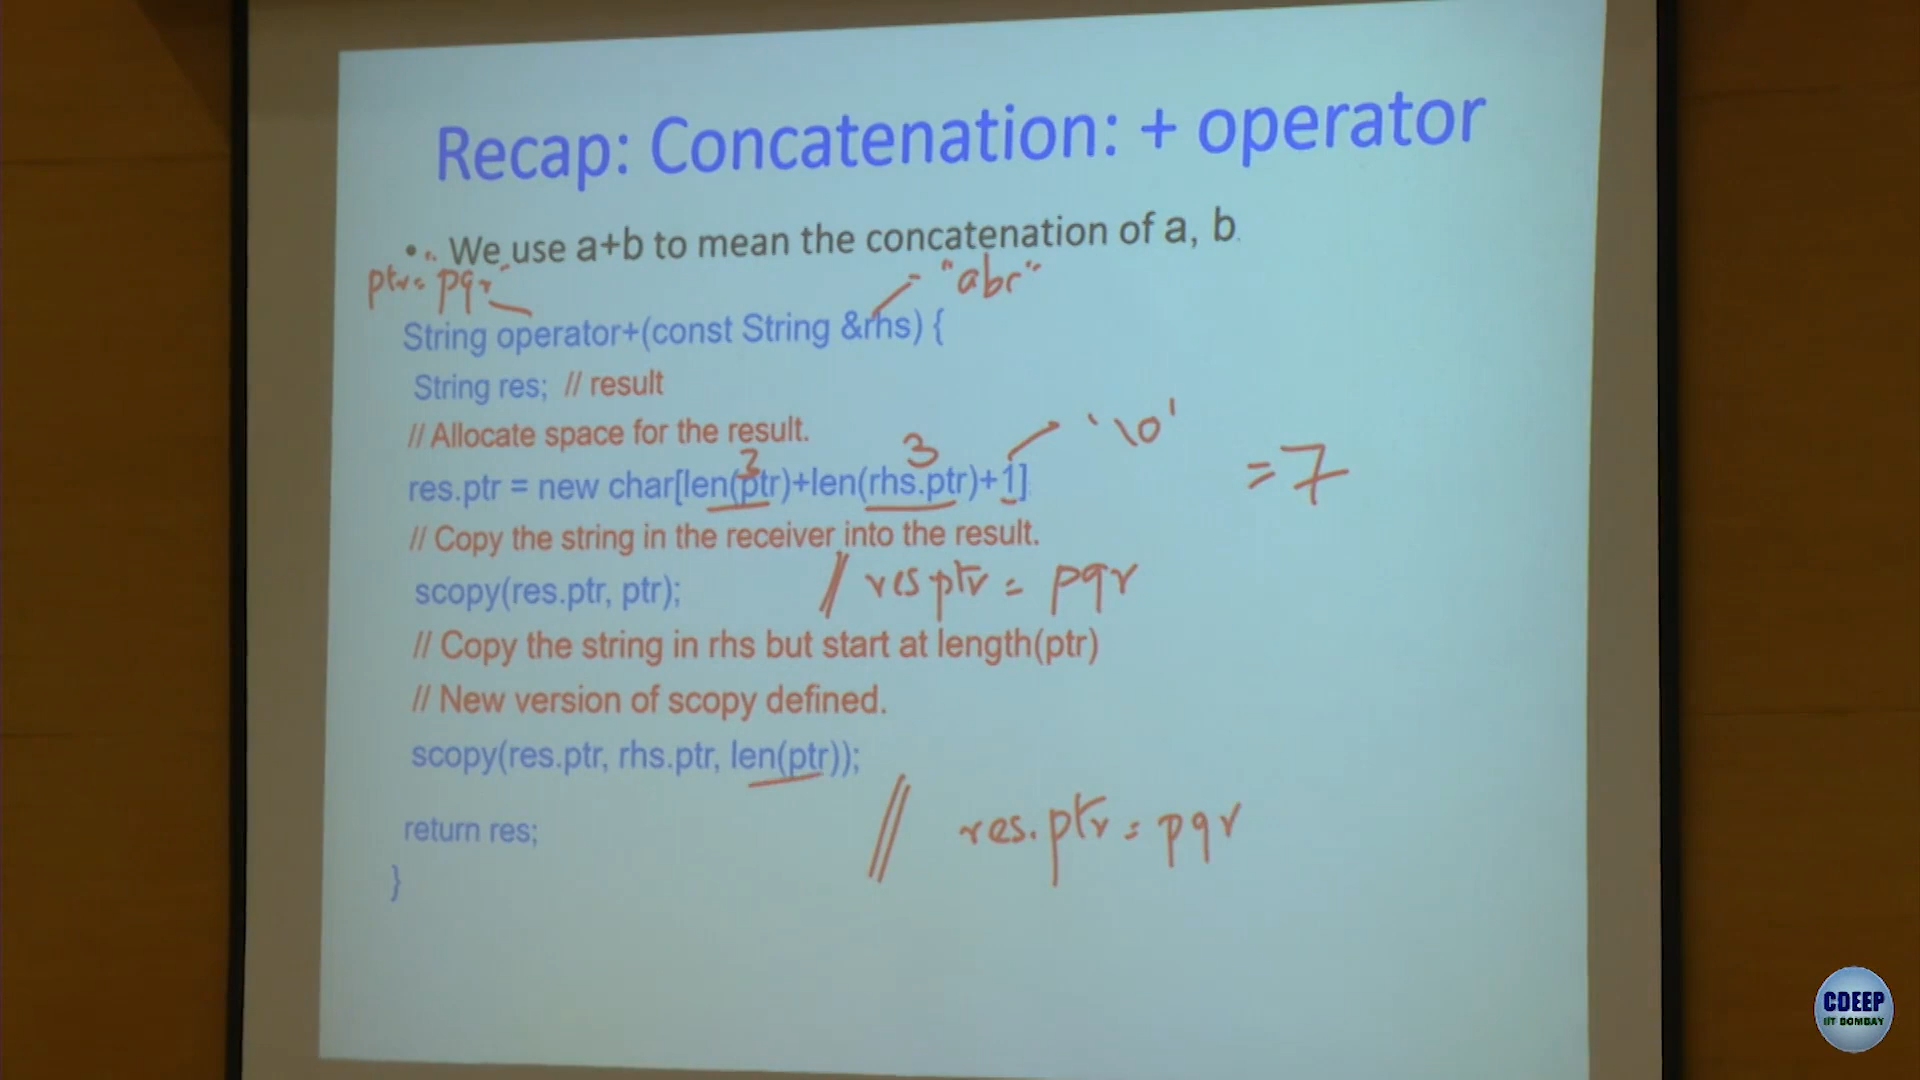 Recap: Concatenation: + operator
• We use a+b to mean the concatenation of a, b.
ptr= "pqr" "abc"
String operator+(const String &rhs) {
String res; // result
// Allocate space for the result.
3 3 '\0'
res.ptr = new char[len(ptr)+len(rhs.ptr)+1] =7
// Copy the string in the receiver into the result.
scopy(res.ptr, ptr); // res ptr = pqr
// Copy the string in rhs but start at length(ptr)
// New version of scopy defined.
scopy(res.ptr, rhs.ptr, len(ptr));
return res; // res.ptr = pqr
}
CDEEP
IIT BOMBAY